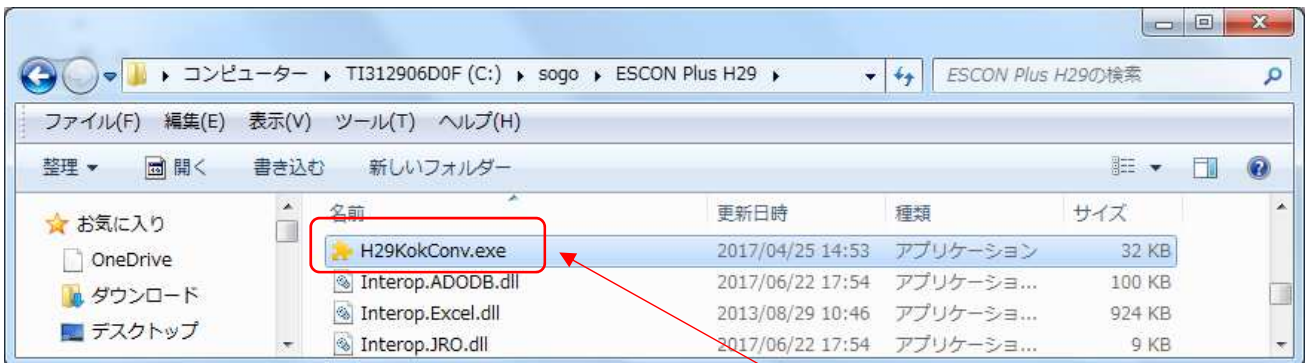 コンピューター ▸ TI312906D0F (C:) ▸ sogo ▸ ESCON Plus H29 ▸ ESCON Plus H29の検索
ファイル(F) 編集(E) 表示(V) ツール(T) ヘルプ(H)
整理 開く 書き込む 新しいフォルダー
お気に入り 名前 更新日時 種類 サイズ
H29KokConv.exe 2017/04/25 14:53 アプリケーション 32 KB
OneDrive Interop.ADODB.dll 2017/06/22 17:54 アプリケーショ... 100 KB
ダウンロード Interop.Excel.dll 2013/08/29 10:46 アプリケーショ... 924 KB
デスクトップ Interop.JRO.dll 2017/06/22 17:54 アプリケーショ... 9 KB